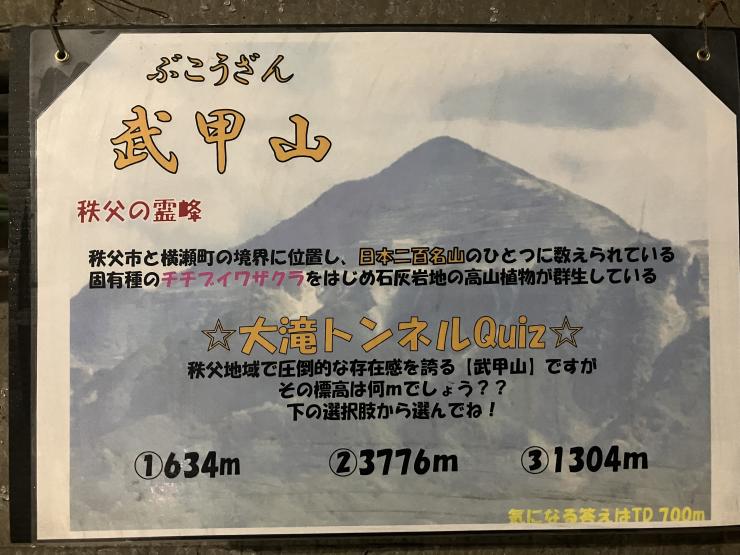 ぶこうざん
武甲山
秩父の霊峰
秩父市と横瀬町の境界に位置し、日本二百名山のひとつに数えられている
固有種のチチブイワザクラをはじめ石灰岩地の高山植物が群生している
☆大滝トンネルQuiz☆
秩父地域で圧倒的な存在感を誇る【武甲山】ですが
その標高は何mでしょう？？
下の選択肢から選んでね！
①634m ②3776m ③1304m
気になる答えはTD 700m